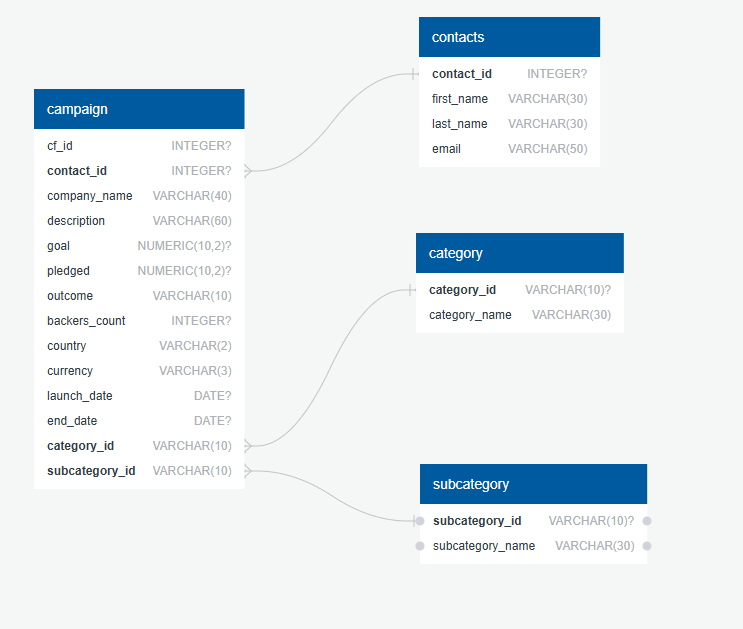 contacts
contact_id INTEGER?
first_name VARCHAR(30)
last_name VARCHAR(30)
email VARCHAR(50)
campaign
cf_id INTEGER?
contact_id INTEGER?
company_name VARCHAR(40)
description VARCHAR(60)
goal NUMERIC(10,2)?
pledged NUMERIC(10,2)?
outcome VARCHAR(10)
backers_count INTEGER?
country VARCHAR(2)
currency VARCHAR(3)
launch_date DATE?
end_date DATE?
category_id VARCHAR(10)
subcategory_id VARCHAR(10)
category
category_id VARCHAR(10)?
category_name VARCHAR(30)
subcategory
subcategory_id VARCHAR(10)?
subcategory_name VARCHAR(30)